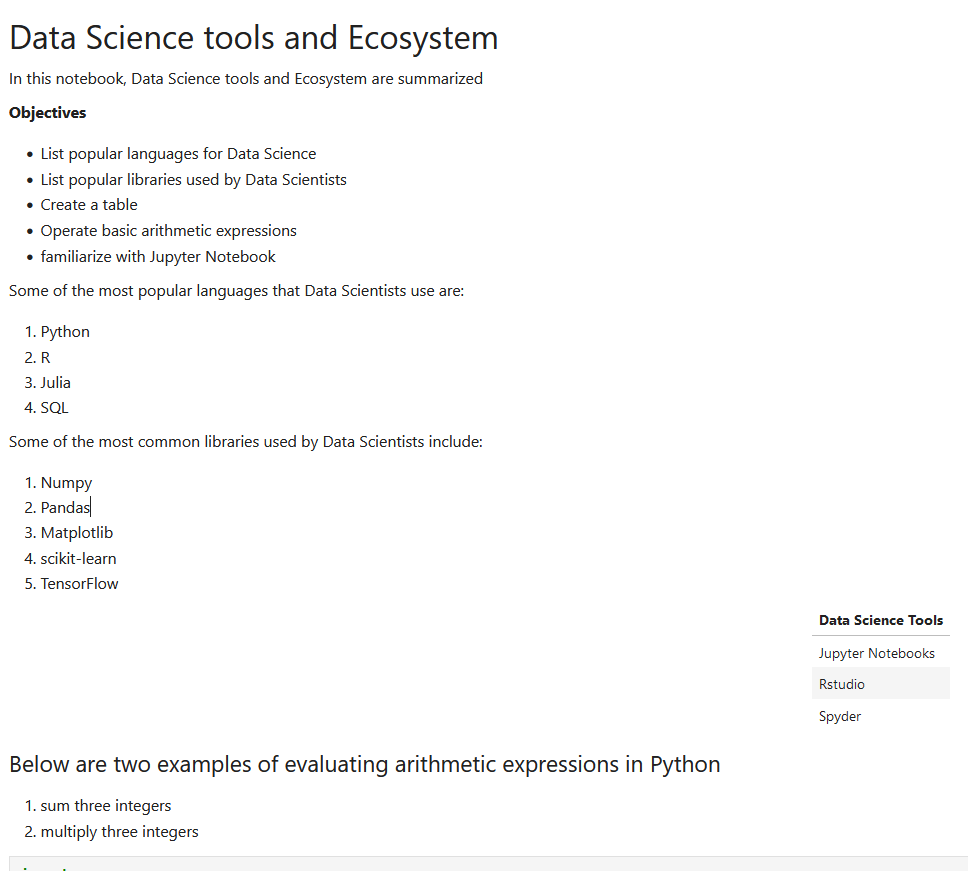 Data Science tools and Ecosystem
In this notebook, Data Science tools and Ecosystem are summarized
Objectives
• List popular languages for Data Science
• List popular libraries used by Data Scientists
• Create a table
• Operate basic arithmetic expressions
• familiarize with Jupyter Notebook
Some of the most popular languages that Data Scientists use are:
1. Python
2. R
3. Julia
4. SQL
Some of the most common libraries used by Data Scientists include:
1. Numpy
2. Pandas
3. Matplotlib
4. scikit-learn
5. TensorFlow
Data Science Tools
Jupyter Notebooks
Rstudio
Spyder
Below are two examples of evaluating arithmetic expressions in Python
1. sum three integers
2. multiply three integers